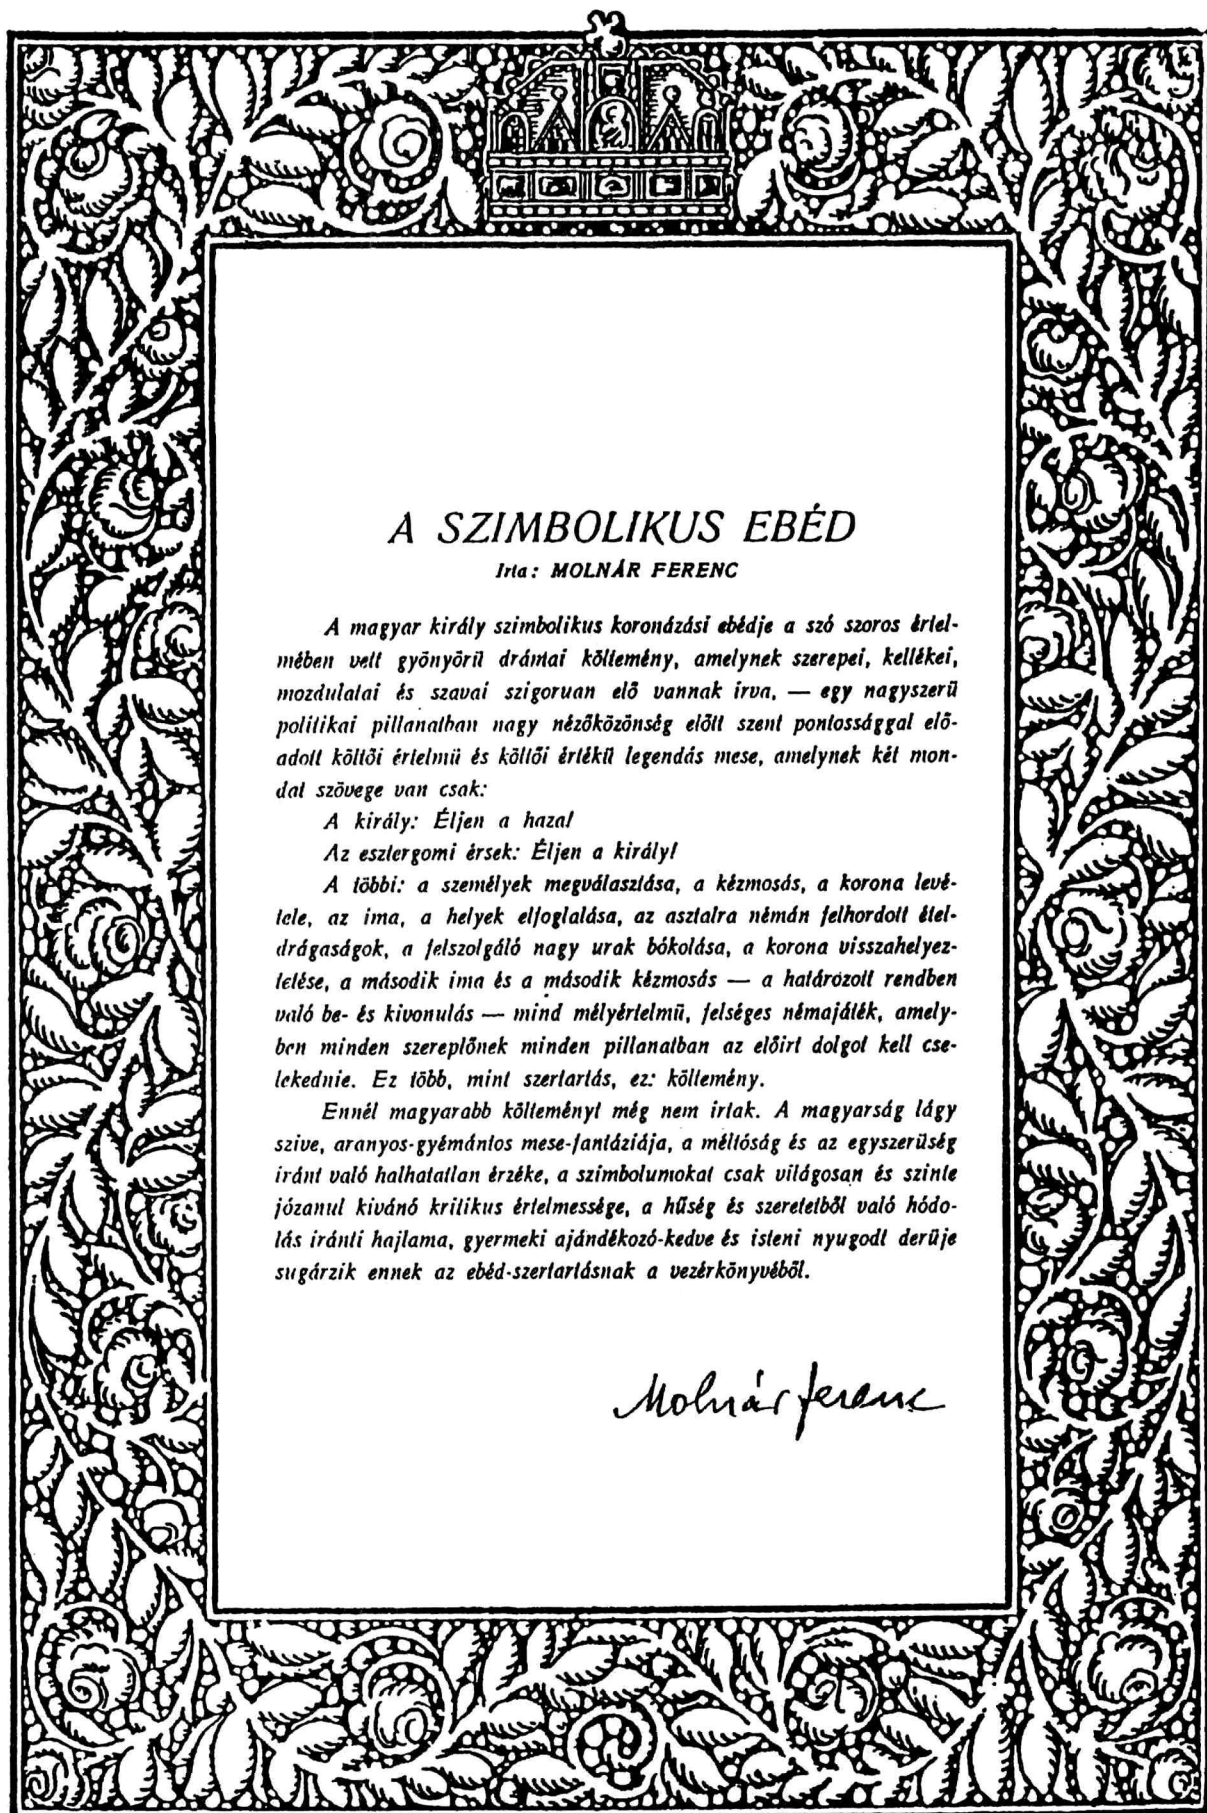 A SZIMBOLIKUS EBÉD
Irta: MOLNÁR FERENC
A magyar király szimbolikus koronázási ebédje a szó szoros értel-
mében vett gyönyörü drámai költemény, amelynek szerepei, kellékei,
mozdulatai és szavai szigoruan elő vannak irva, — egy nagyszerü
politikai pillanatban nagy nézőközönség előtt szent pontossággal elő-
adott költői értelmü és költői értékü legendás mese, amelynek két mon-
dat szövege van csak:
A király: Éljen a haza!
Az esztergomi érsek: Éljen a király!
A többi: a személyek megválasztása, a kézmosás, a korona levé-
tele, az ima, a helyek elfoglalása, az asztalra némán felhordott étel-
drágaságok, a felszolgáló nagy urak bókolása, a korona visszahelyez-
tetése, a második ima és a második kézmosás — a határozott rendben
való be- és kivonulás — mind mélyértelmü, felséges némajáték, amely-
ben minden szereplőnek minden pillanatban az előirt dolgot kell cse-
lekednie. Ez több, mint szertartás, ez: költemény.
Ennél magyarabb költeményt még nem irtak. A magyarság lágy
szive, aranyos-gyémántos mese-fantáziája, a méltóság és az egyszerüség
iránt való halhatatlan érzéke, a szimbolumokat csak világosan és szinte
józanul kivánó kritikus értelmessége, a hűség és szeretetből való hódo-
lás iránti hajlama, gyermeki ajándékozó-kedve és isteni nyugodt derüje
sugárzik ennek az ebéd-szertartásnak a vezérkönyvéből.
Molnár Ferenc